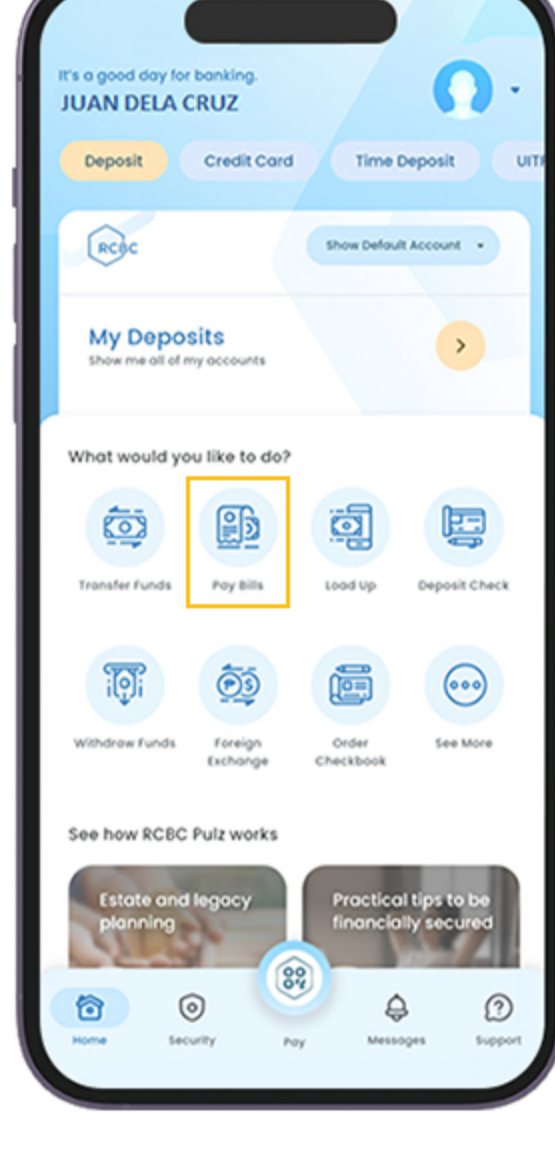 It's a good day for banking.
JUAN DELA CRUZ
Deposit Credit Card Time Deposit UITF
RCBC Show Default Account
My Deposits
Show me all of my accounts
What would you like to do?
Transfer Funds Pay Bills Load Up Deposit Check
Withdraw Funds Foreign Order See More
Exchange Checkbook
See how RCBC Pulz works
Estate and legacy Practical tips to be
planning financially secured
Home Security Pay Messages Support